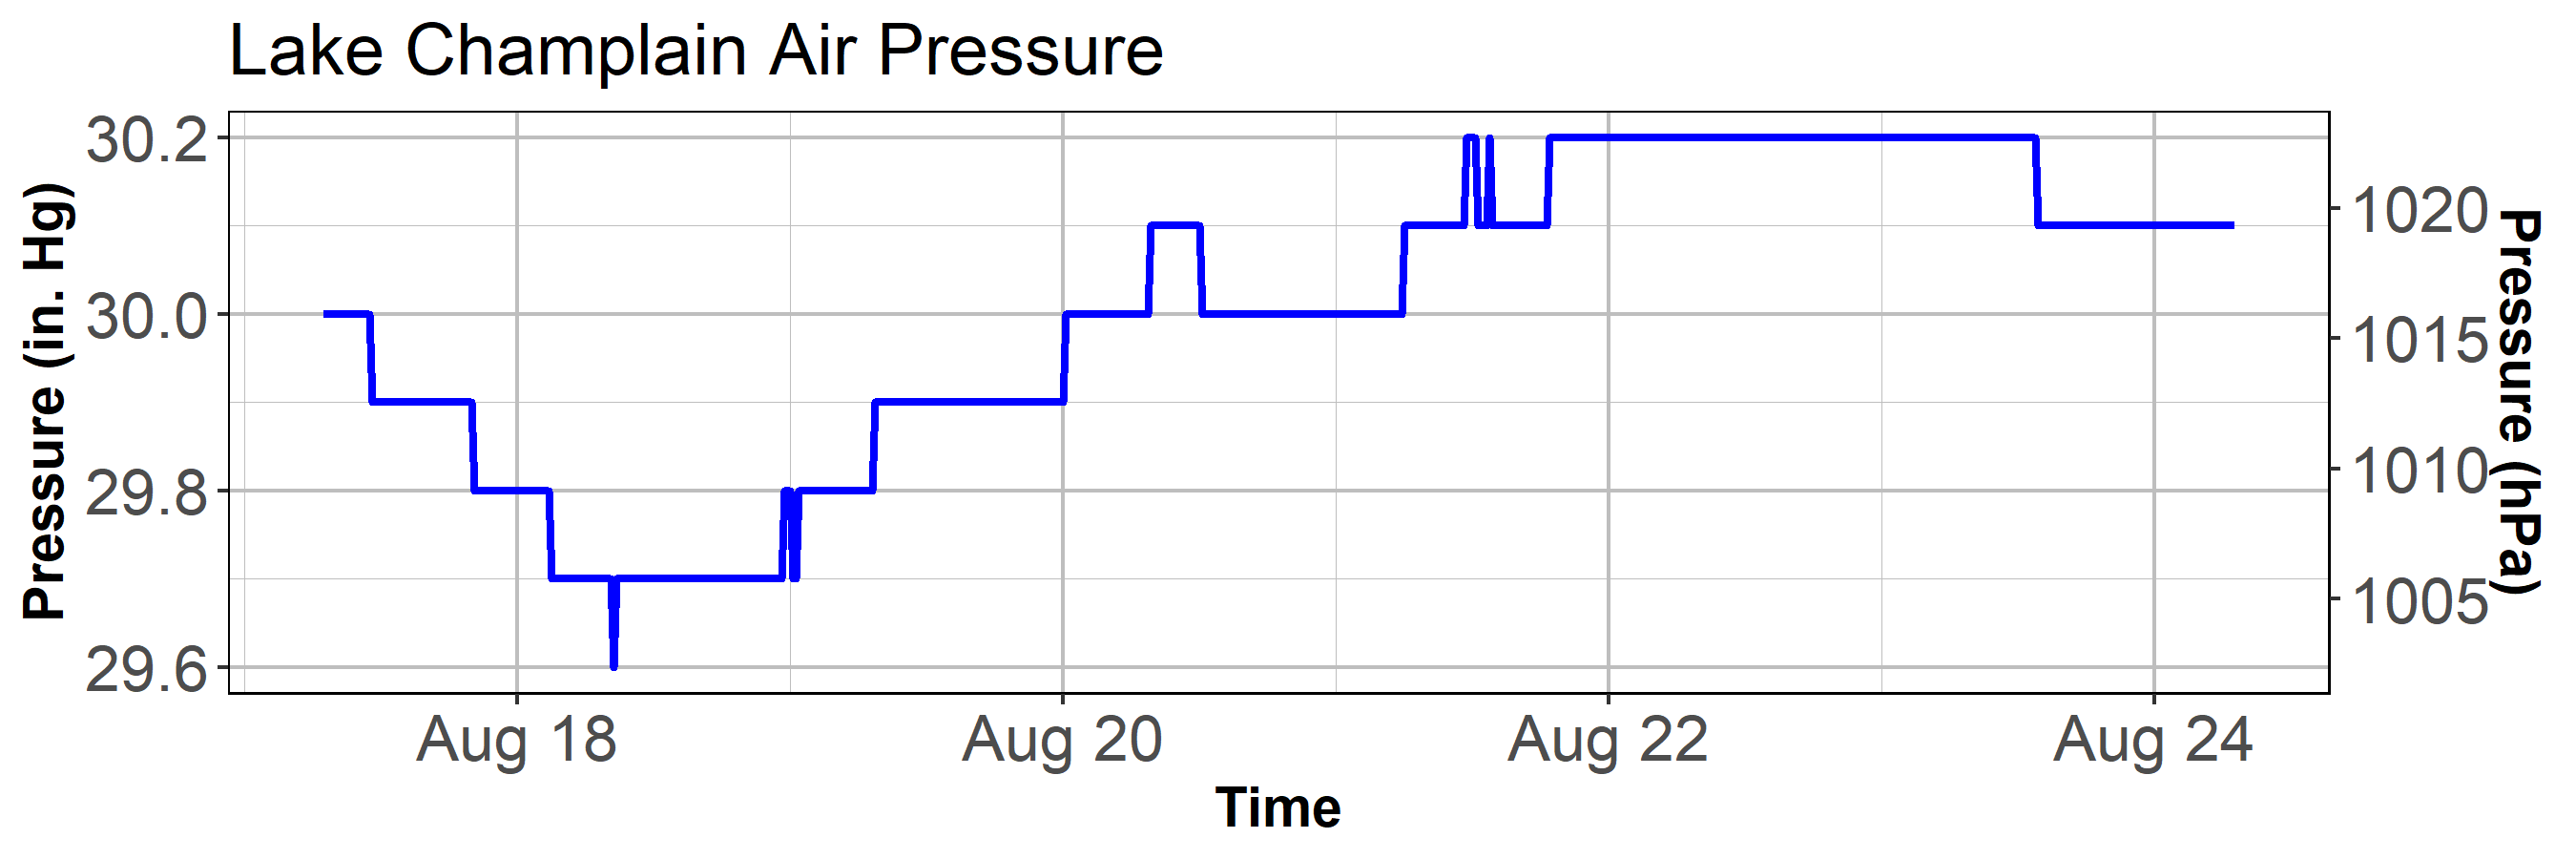 Lake Champlain Air Pressure
Pressure (in. Hg)
30.2
30.0
29.8
29.6
1020
1015
1010
1005
Pressure (hPa)
Aug 18
Aug 20
Aug 22
Aug 24
Time